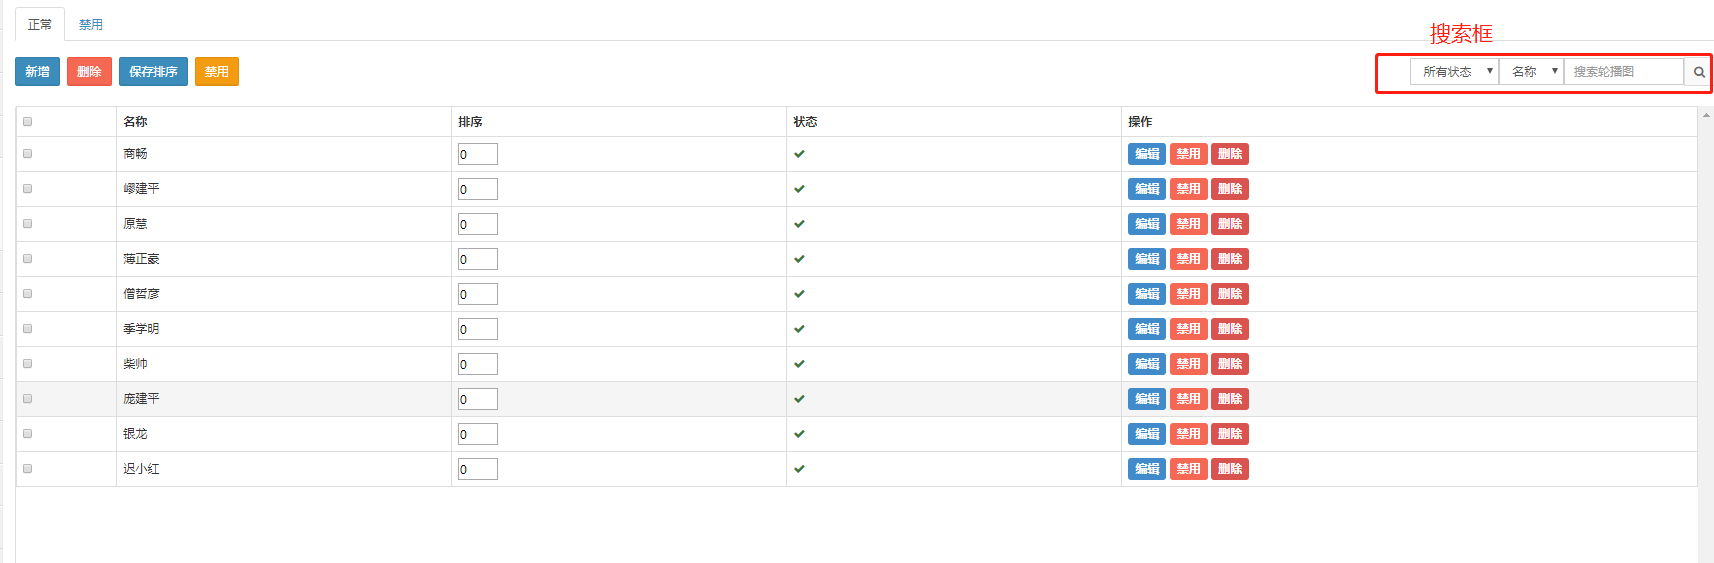 正常 禁用
搜索框
新增 删除 保存排序 禁用 所有状态 名称 搜索轮播图
名称 排序 状态 操作
商畅 0 编辑 禁用 删除
嵺建平 0 编辑 禁用 删除
原慧 0 编辑 禁用 删除
薄正豪 0 编辑 禁用 删除
僧哲彦 0 编辑 禁用 删除
季学明 0 编辑 禁用 删除
柴帅 0 编辑 禁用 删除
庞建平 0 编辑 禁用 删除
银龙 0 编辑 禁用 删除
迟小红 0 编辑 禁用 删除